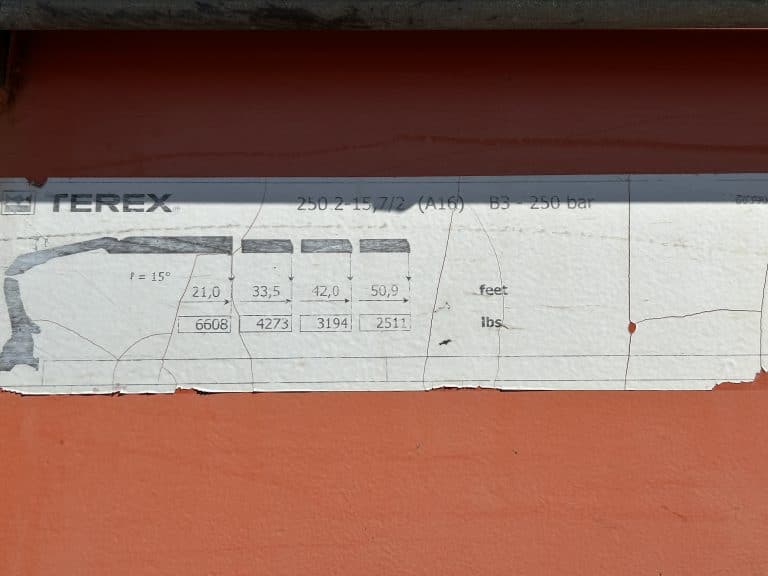 TEREX 250.2-15,7/2 (A16) B3 - 250 bar
f = 15°
21,0 33,5 42,0 50,9 feet
6608 4273 3194 2511 lbs